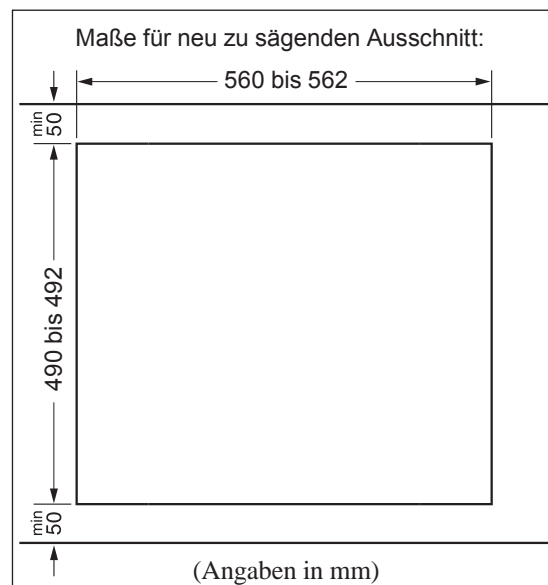 Maße für neu zu sägenden Ausschnitt:
560 bis 562
min
50
490 bis 492
min
50
(Angaben in mm)